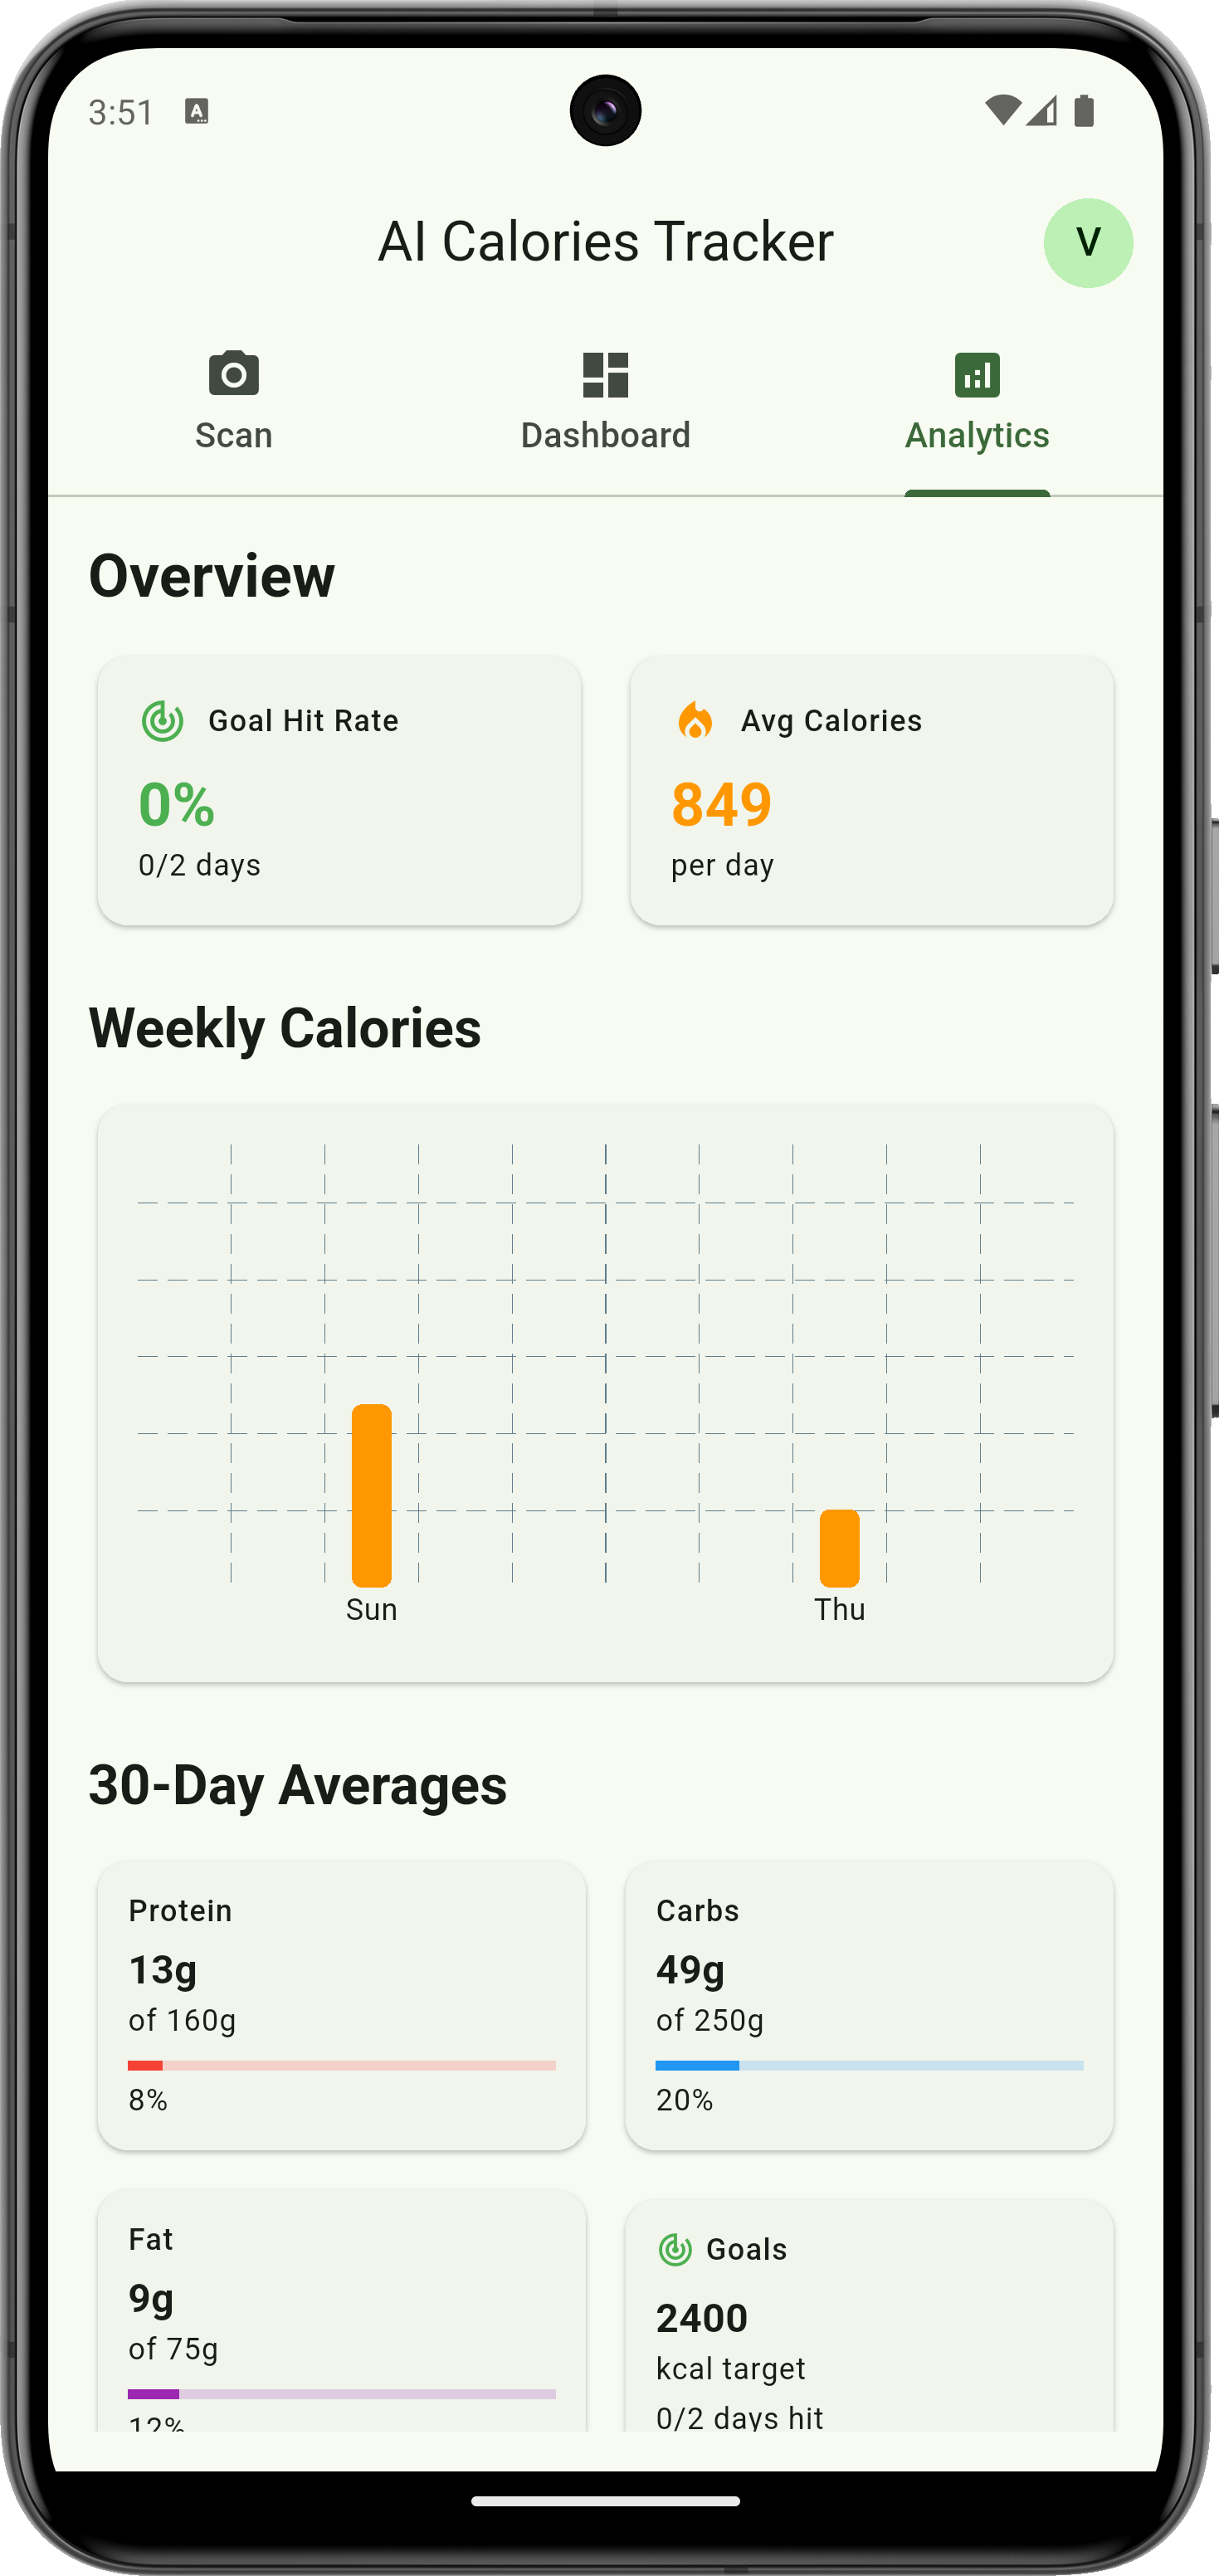 3:51
AI Calories Tracker
V
Scan
Dashboard
Analytics
Overview
Goal Hit Rate
0%
0/2 days
Avg Calories
849
per day
Weekly Calories
Sun
Thu
30-Day Averages
Protein
13g
of 160g
8%
Carbs
49g
of 250g
20%
Fat
9g
of 75g
12%
Goals
2400
kcal target
0/2 days hit